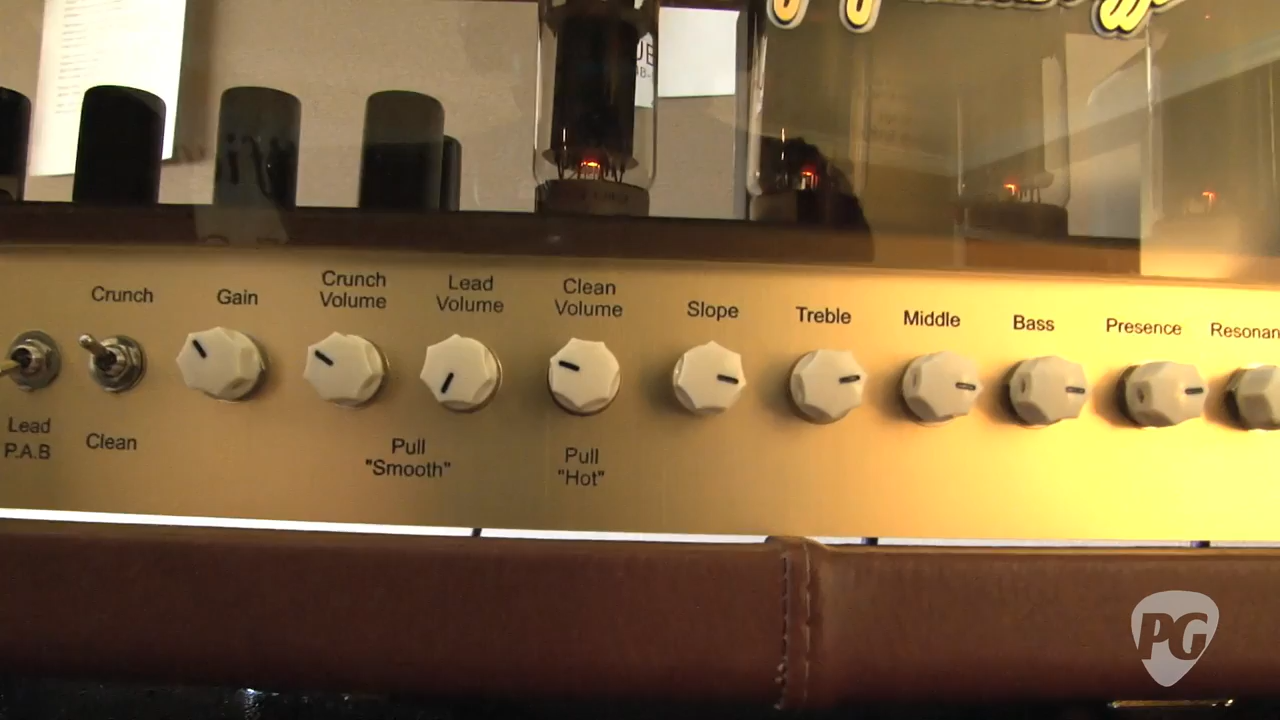 Crunch
Gain
Crunch
Volume
Lead
Volume
Clean
Volume
Slope
Treble
Middle
Bass
Presence
Resonan
Lead
P.A.B
Clean
Pull
"Smooth"
Pull
"Hot"
PG